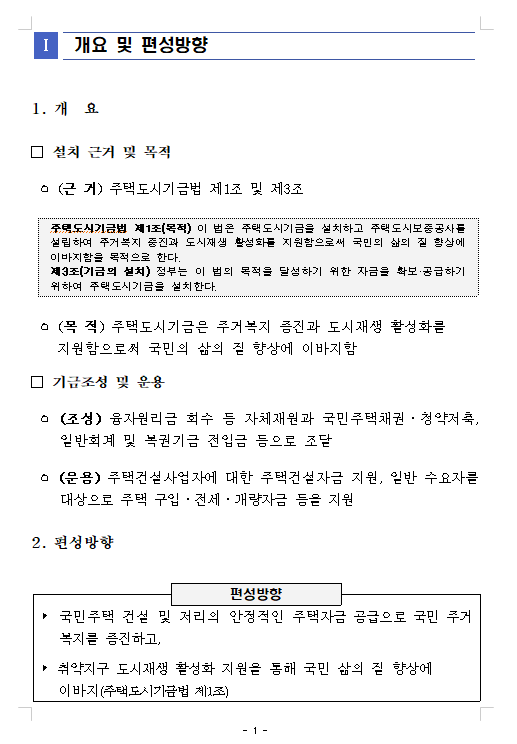 I 개요 및 편성방향
1. 개 요
□ 설치 근거 및 목적
ㅇ (근 거) 주택도시기금법 제1조 및 제3조
주택도시기금법 제1조(목적) 이 법은 주택도시기금을 설치하고 주택도시보증공사를
설립하여 주거복지 증진과 도시재생 활성화를 지원함으로써 국민의 삶의 질 향상에
이바지함을 목적으로 한다.
제3조(기금의 설치) 정부는 이 법의 목적을 달성하기 위한 자금을 확보·공급하기
위하여 주택도시기금을 설치한다.
ㅇ (목 적) 주택도시기금은 주거복지 증진과 도시재생 활성화를
지원함으로써 국민의 삶의 질 향상에 이바지함
□ 기금조성 및 운용
ㅇ (조성) 융자원리금 회수 등 자체재원과 국민주택채권·청약저축,
일반회계 및 복권기금 전입금 등으로 조달
ㅇ (운용) 주택건설사업자에 대한 주택건설자금 지원, 일반 수요자를
대상으로 주택 구입·전세·개량자금 등을 지원
2. 편성방향
편성방향
▸ 국민주택 건설 및 저리의 안정적인 주택자금 공급으로 국민 주거
복지를 증진하고,
▸ 취약지구 도시재생 활성화 지원을 통해 국민 삶의 질 향상에
이바지(주택도시기금법 제1조)
- 1 -